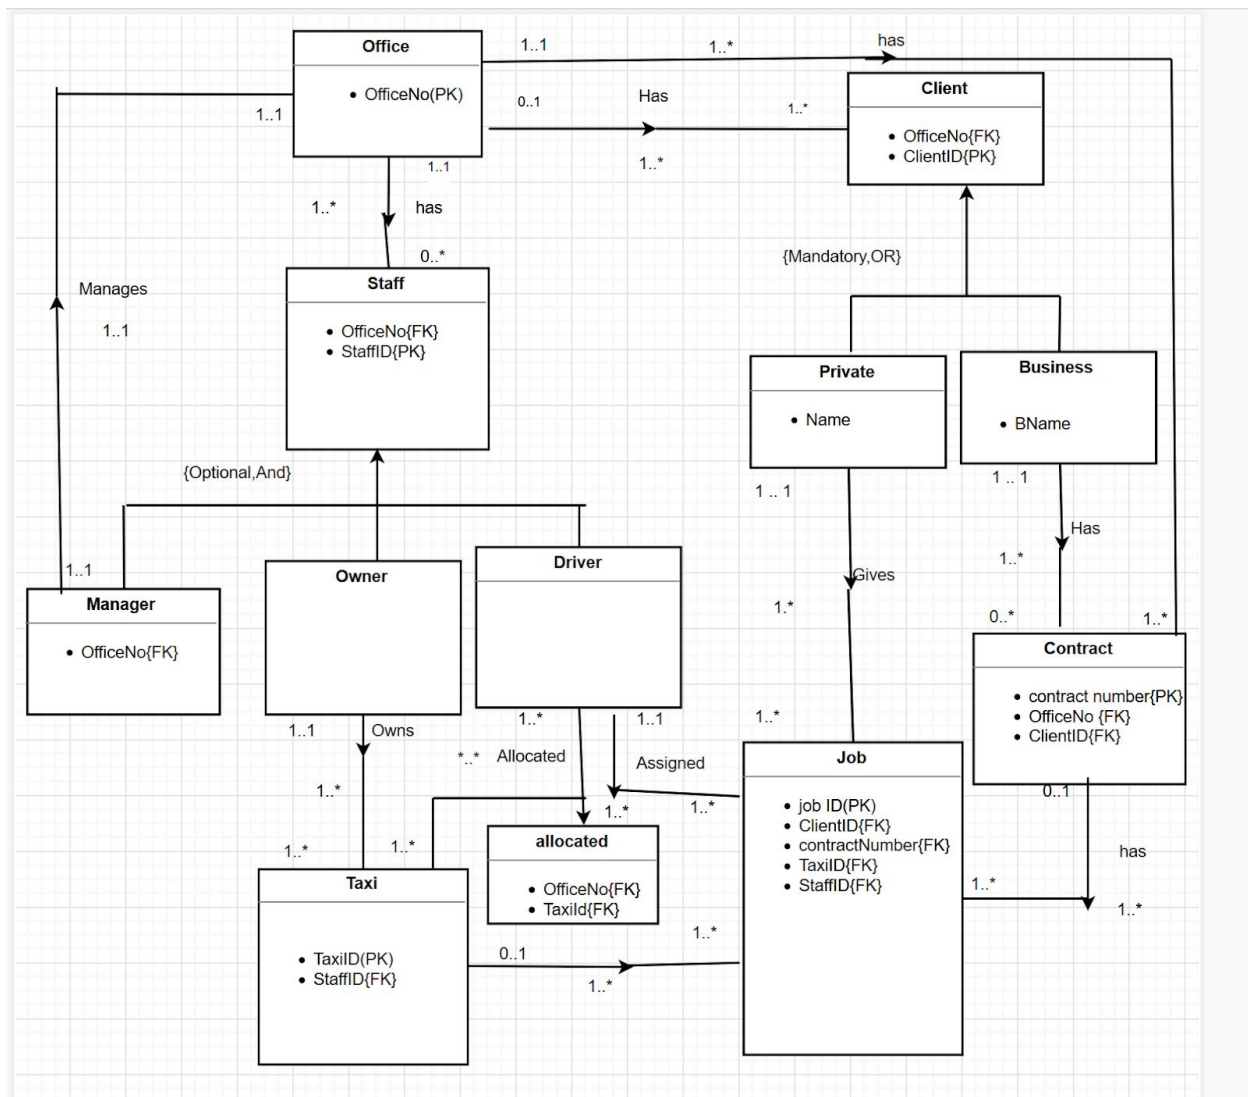 Office
• OfficeNo(PK)
1..1
1..*
has
0..1
Has
1..*
1..*
Client
• OfficeNo{FK}
• ClientID{PK}
1..1
1..1
1..*
has
0..*
Manages
1..1
{Mandatory,OR}
Staff
• OfficeNo{FK}
• StaffID{PK}
Private
• Name
Business
• BName
{Optional,And}
1 .. 1
1 .. 1
Has
1..*
Gives
1.*
0..*
1..*
1..1
Manager
• OfficeNo{FK}
Owner
Driver
Contract
• contract number{PK}
• OfficeNo {FK}
• ClientID{FK}
1..1
Owns
1..*
1..*
1..1
*..*
Allocated
Assigned
1..*
1..*
1..*
Job
• job ID(PK)
• ClientID{FK}
• contractNumber{FK}
• TaxiID{FK}
• StaffID{FK}
0..1
has
1..*
1..*
1..*
1..*
allocated
• OfficeNo{FK}
• TaxiId{FK}
Taxi
• TaxiID(PK)
• StaffID{FK}
0..1
1..*
1..*